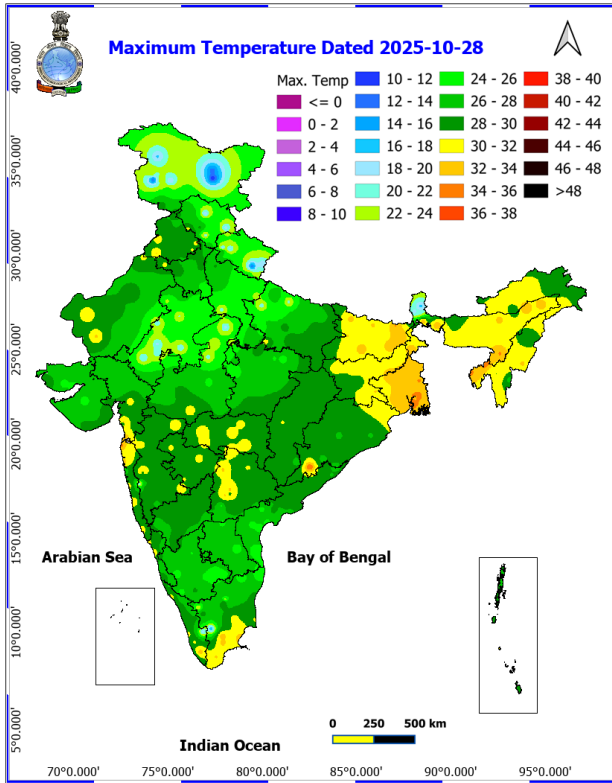 Maximum Temperature Dated 2025-10-28
Max. Temp
<= 0
0 - 2
2 - 4
4 - 6
6 - 8
8 - 10
10 - 12
12 - 14
14 - 16
16 - 18
18 - 20
20 - 22
22 - 24
24 - 26
26 - 28
28 - 30
30 - 32
32 - 34
34 - 36
36 - 38
38 - 40
40 - 42
42 - 44
44 - 46
46 - 48
>48
40°0.000'
35°0.000'
30°0.000'
25°0.000'
20°0.000'
15°0.000'
10°0.000'
5°0.000'
Arabian Sea
Bay of Bengal
Indian Ocean
0 250 500 km
70°0.000' 75°0.000' 80°0.000' 85°0.000' 90°0.000' 95°0.000'